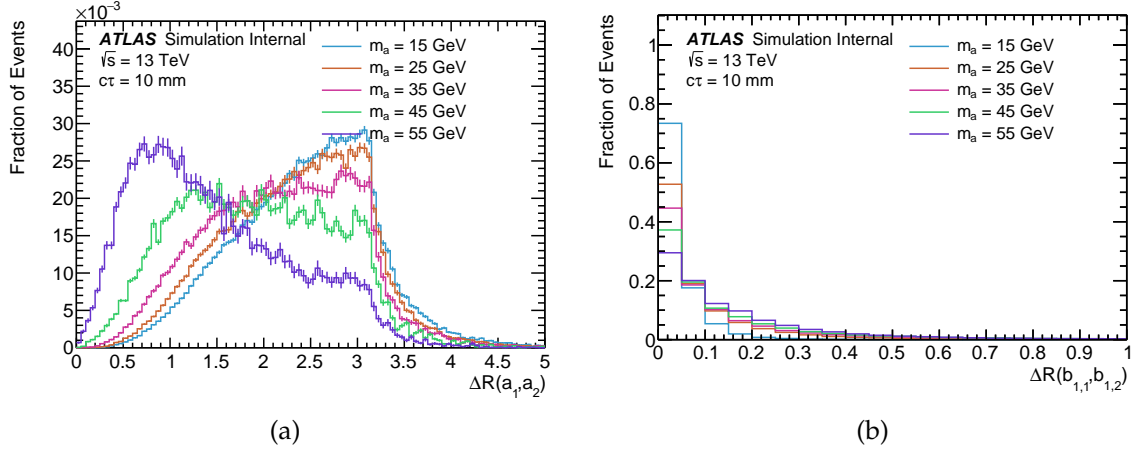 ×10⁻³
40
35
30
25
20
15
10
5
0
Fraction of Events
ATLAS Simulation Internal
√s = 13 TeV
cτ = 10 mm
m_a = 15 GeV
m_a = 25 GeV
m_a = 35 GeV
m_a = 45 GeV
m_a = 55 GeV
0 0.5 1 1.5 2 2.5 3 3.5 4 4.5 5
ΔR(a_1,a_2)
(a)
1
0.8
0.6
0.4
0.2
0
Fraction of Events
ATLAS Simulation Internal
√s = 13 TeV
cτ = 10 mm
m_a = 15 GeV
m_a = 25 GeV
m_a = 35 GeV
m_a = 45 GeV
m_a = 55 GeV
0 0.1 0.2 0.3 0.4 0.5 0.6 0.7 0.8 0.9 1
ΔR(b_{1,1},b_{1,2})
(b)